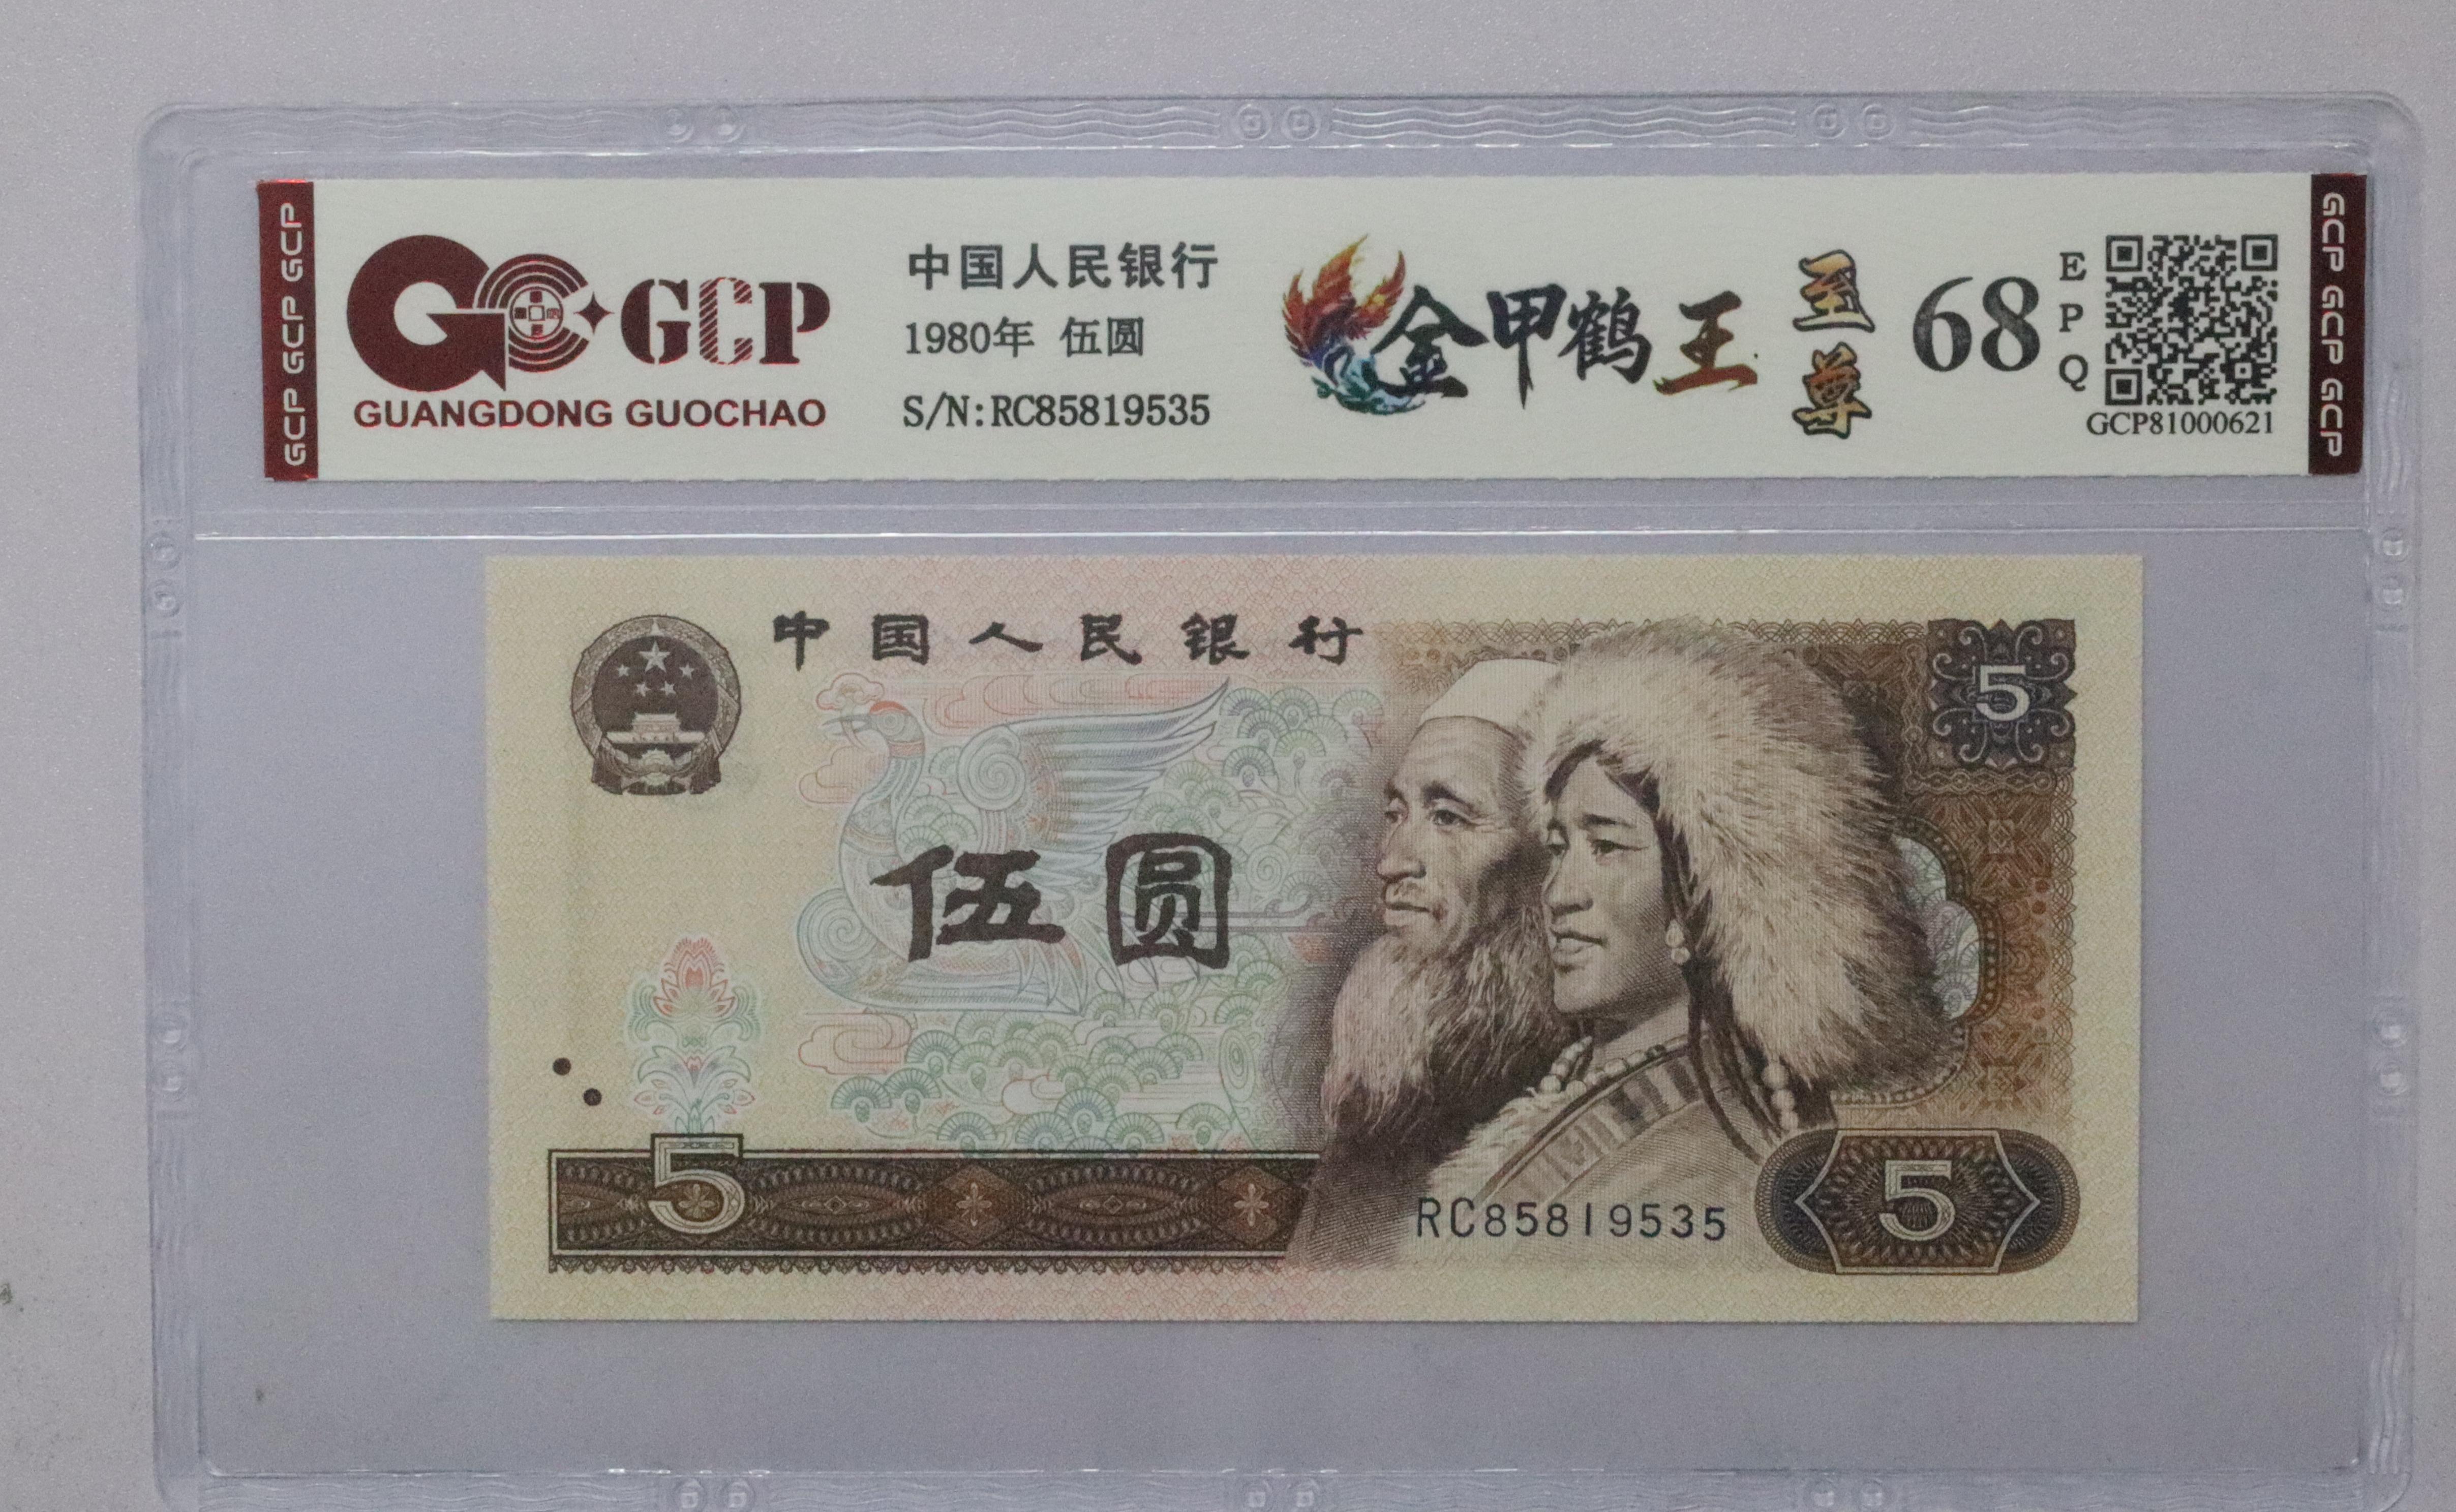 GCP GCP GCP
GCP
GUANGDONG GUOCHAO
中国人民银行
1980年 伍圆
S/N:RC85819535
金甲鹤王
至尊
68
EPQ
GCP81000621
GCP GCP GCP
中国人民银行
5
伍圆
5
RC85819535
5